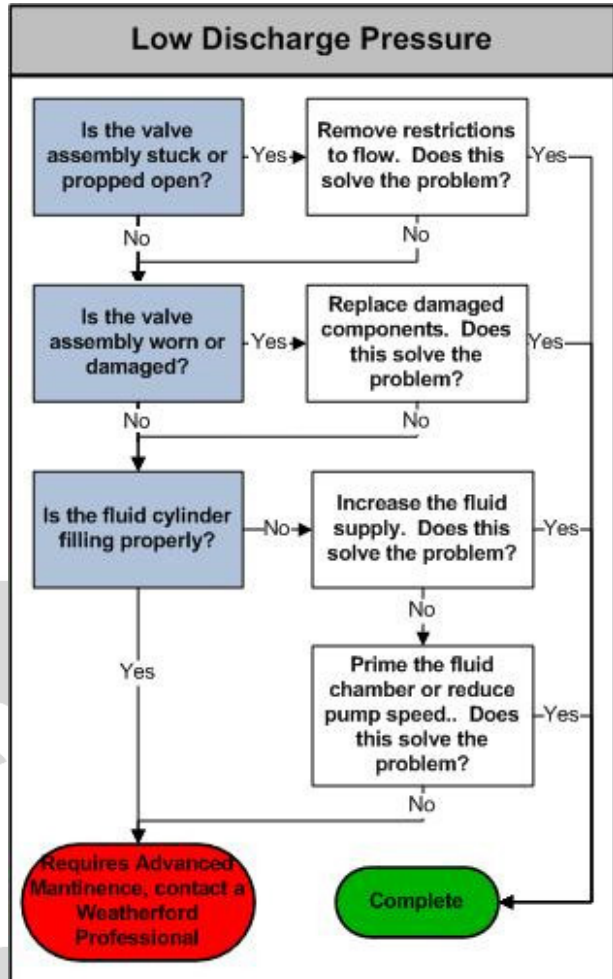 Low Discharge Pressure
Is the valve
assembly stuck or
propped open?
Yes
Remove restrictions
to flow.  Does this
solve the problem?
Yes
No
No
Is the valve
assembly worn or
damaged?
Yes
Replace damaged
components.  Does
this solve the
problem?
Yes
No
No
Is the fluid cylinder
filling properly?
No
Increase the fluid
supply.  Does this
solve the problem?
Yes
No
Yes
Prime the fluid
chamber or reduce
pump speed..  Does
this solve the
problem?
Yes
No
Requires Advanced
Mantinence, contact a
Weatherford
Professional
Complete